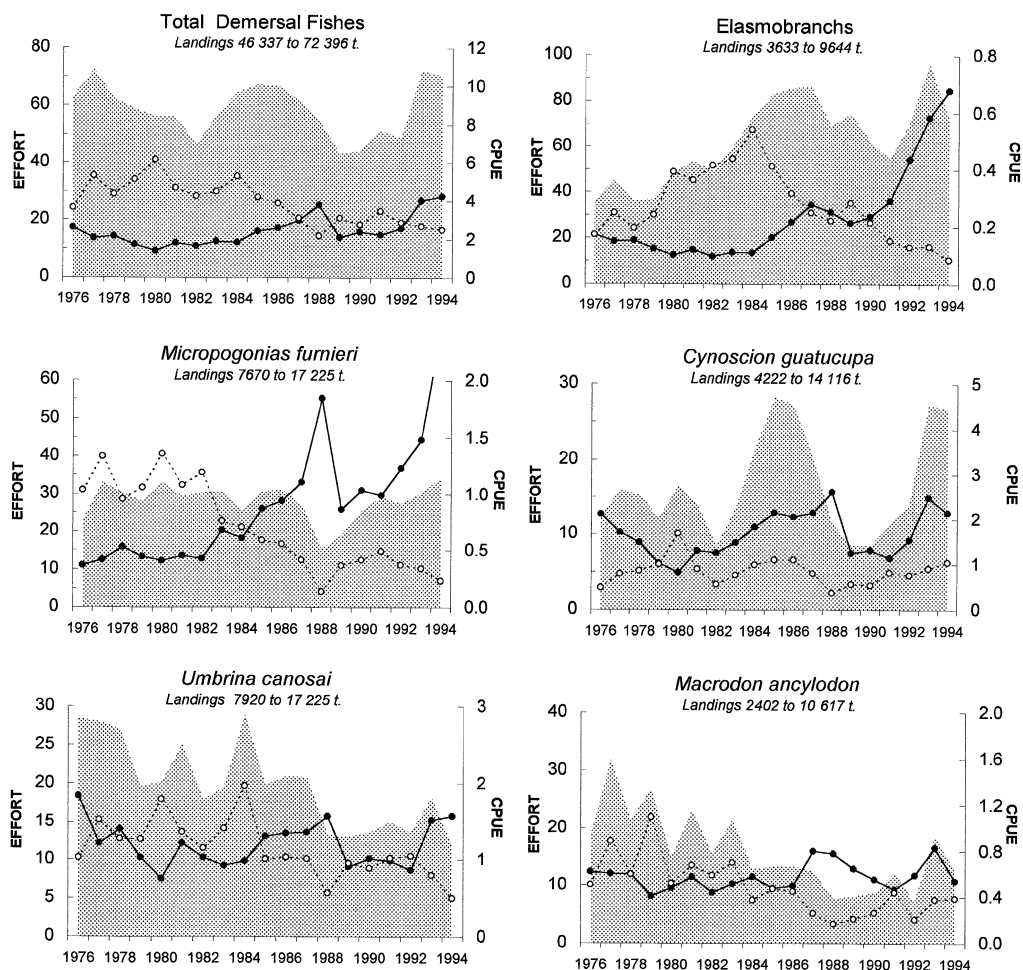 Total Demersal Fishes
Landings 46 337 to 72 396 t.
80
60
40
20
0
EFFORT
12
10
8
6
4
2
0
CPUE
1976 1978 1980 1982 1984 1986 1988 1990 1992 1994
Elasmobranchs
Landings 3633 to 9644 t.
100
80
60
40
20
0
EFFORT
0.8
0.6
0.4
0.2
0.0
CPUE
1976 1978 1980 1982 1984 1986 1988 1990 1992 1994
Micropogonias furnieri
Landings 7670 to 17 225 t.
60
50
40
30
20
10
0
EFFORT
2.0
1.5
1.0
0.5
0.0
CPUE
1976 1978 1980 1982 1984 1986 1988 1990 1992 1994
Cynoscion guatucupa
Landings 4222 to 14 116 t.
30
20
10
0
EFFORT
5
4
3
2
1
0
CPUE
1976 1978 1980 1982 1984 1986 1988 1990 1992 1994
Umbrina canosai
Landings 7920 to 17 225 t.
30
25
20
15
10
5
0
EFFORT
3
2
1
0
CPUE
1976 1978 1980 1982 1984 1986 1988 1990 1992 1994
Macrodon ancylodon
Landings 2402 to 10 617 t.
40
30
20
10
0
EFFORT
2.0
1.6
1.2
0.8
0.4
0.0
CPUE
1976 1978 1980 1982 1984 1986 1988 1990 1992 1994